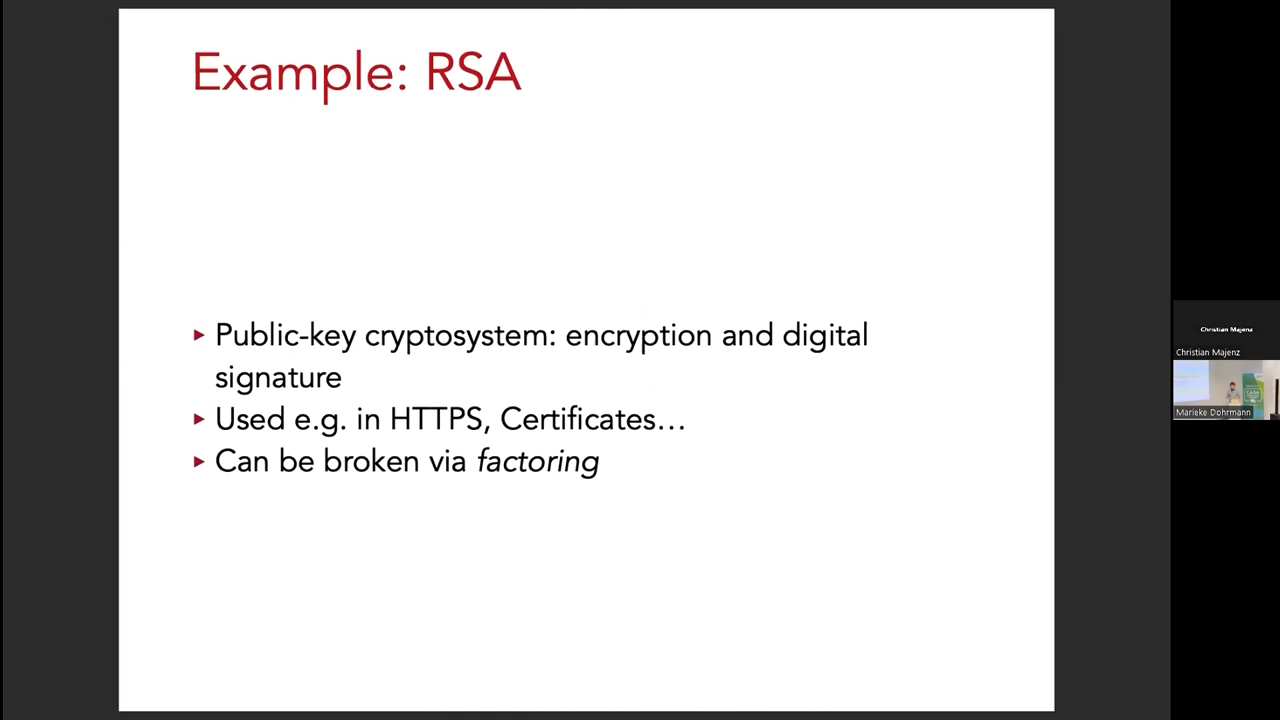 Example: RSA
▸ Public-key cryptosystem: encryption and digital
signature
▸ Used e.g. in HTTPS, Certificates…
▸ Can be broken via factoring
Christian Majenz
Christian Majenz
Marieke Dohrmann